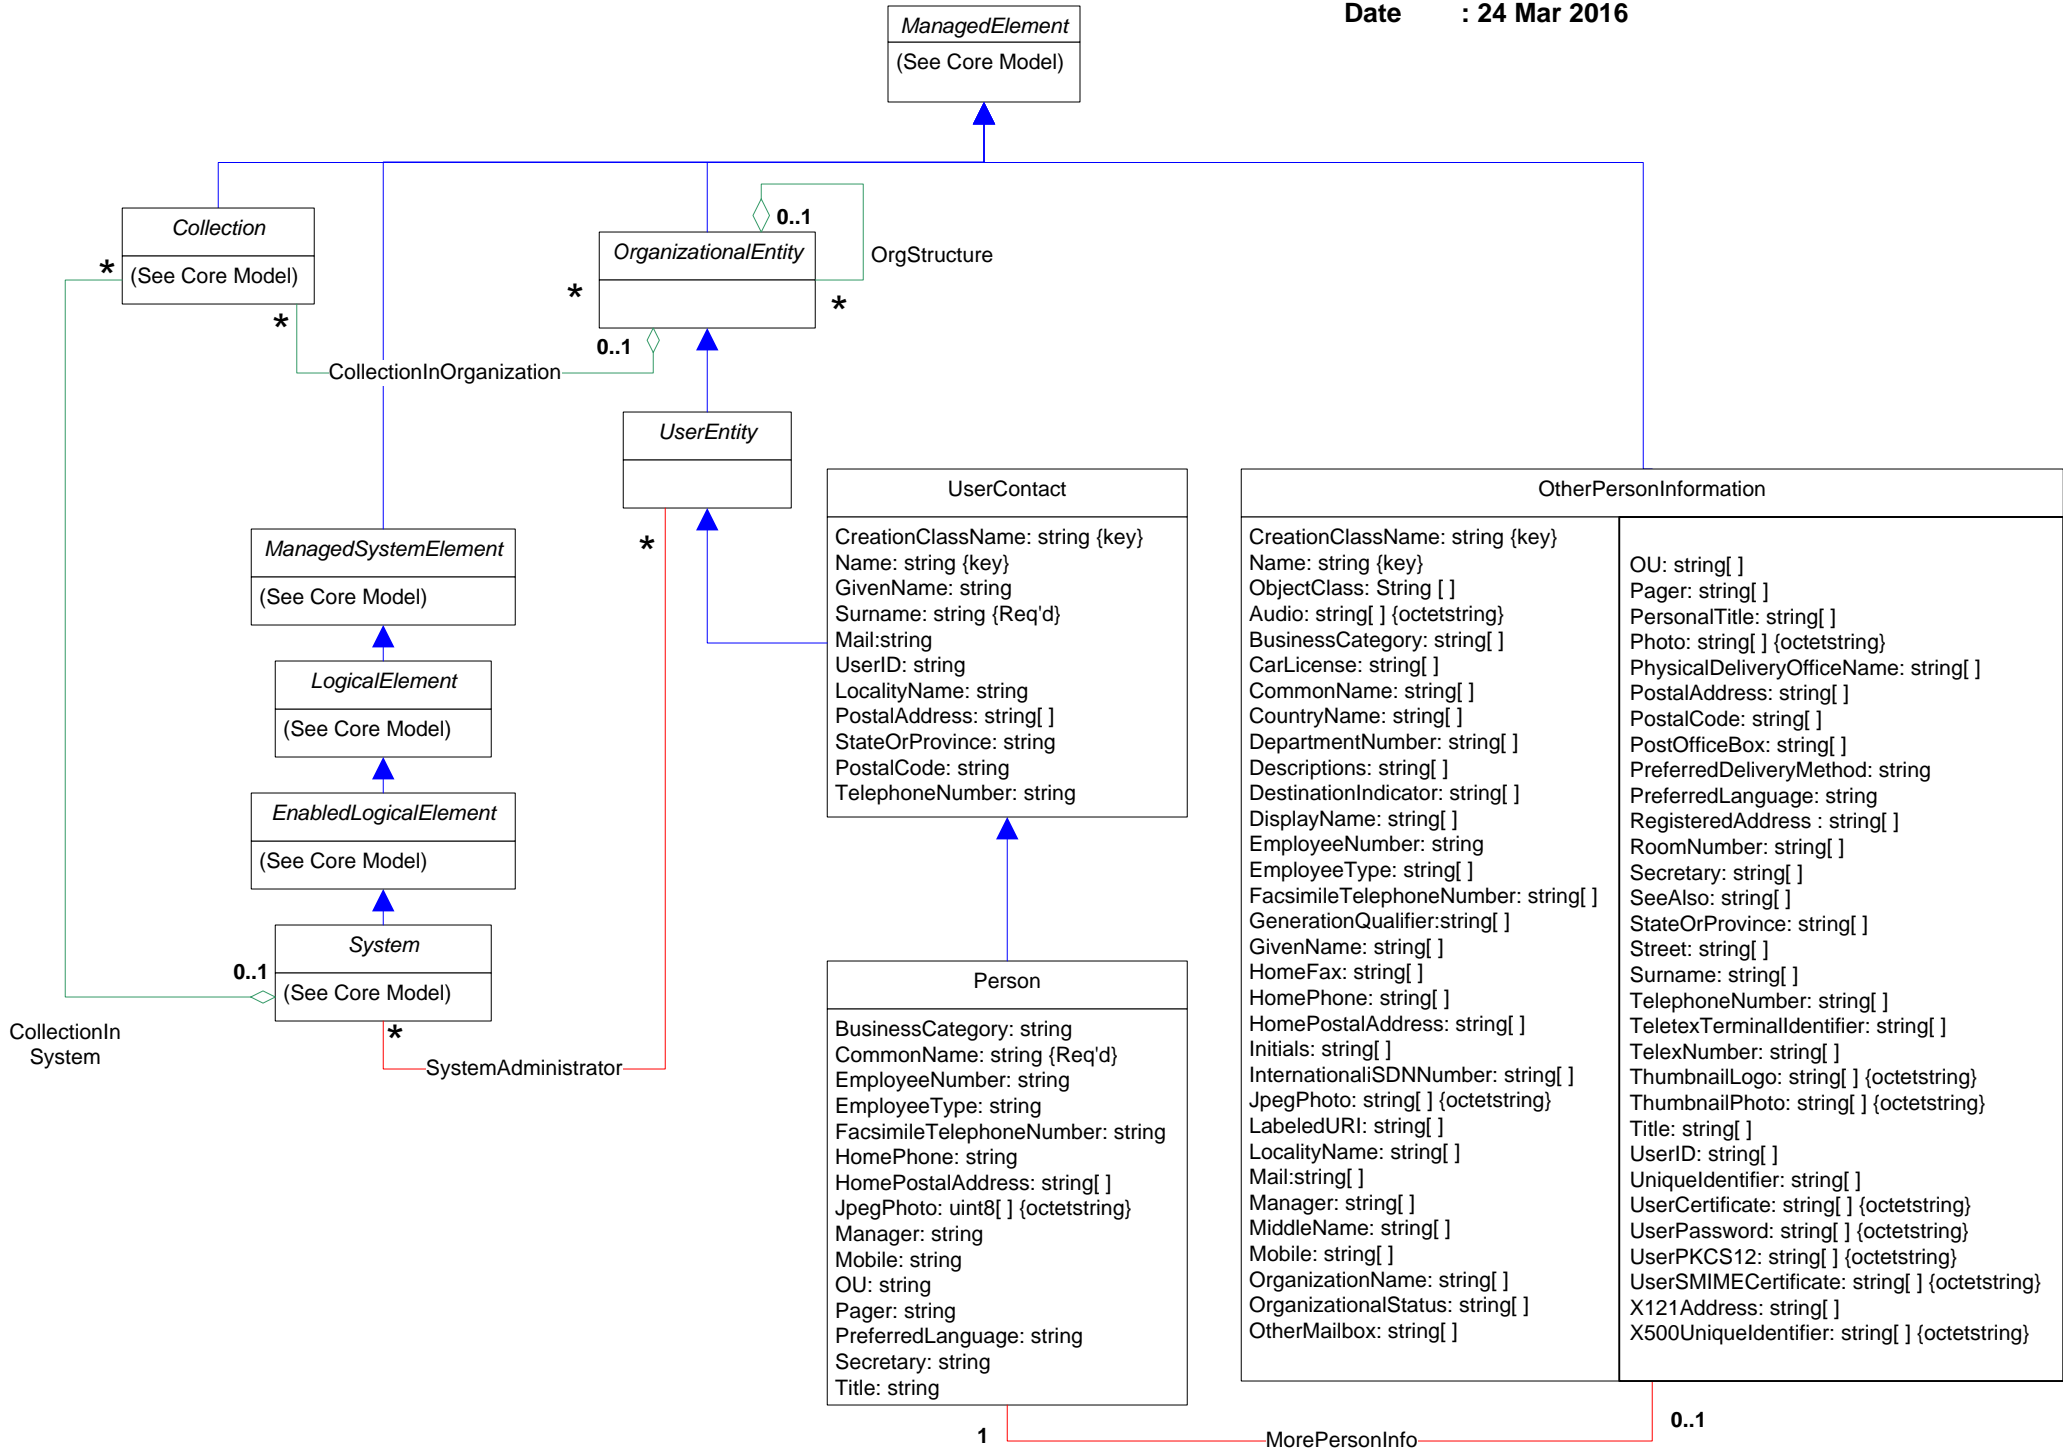 Date : 24 Mar 2016
ManagedElement
(See Core Model)
Collection
(See Core Model)
*
*
OrganizationalEntity
0..1
OrgStructure
*
*
0..1
CollectionInOrganization
UserEntity
*
ManagedSystemElement
(See Core Model)
LogicalElement
(See Core Model)
EnabledLogicalElement
(See Core Model)
System
(See Core Model)
0..1
*
CollectionIn
System
SystemAdministrator
UserContact
CreationClassName: string {key}
Name: string {key}
GivenName: string
Surname: string {Req'd}
Mail:string
UserID: string
LocalityName: string
PostalAddress: string[ ]
StateOrProvince: string
PostalCode: string
TelephoneNumber: string
Person
BusinessCategory: string
CommonName: string {Req'd}
EmployeeNumber: string
EmployeeType: string
FacsimileTelephoneNumber: string
HomePhone: string
HomePostalAddress: string[ ]
JpegPhoto: uint8[ ] {octetstring}
Manager: string
Mobile: string
OU: string
Pager: string
PreferredLanguage: string
Secretary: string
Title: string
OtherPersonInformation
CreationClassName: string {key}
Name: string {key}
ObjectClass: String [ ]
Audio: string[ ] {octetstring}
BusinessCategory: string[ ]
CarLicense: string[ ]
CommonName: string[ ]
CountryName: string[ ]
DepartmentNumber: string[ ]
Descriptions: string[ ]
DestinationIndicator: string[ ]
DisplayName: string[ ]
EmployeeNumber: string
EmployeeType: string[ ]
FacsimileTelephoneNumber: string[ ]
GenerationQualifier:string[ ]
GivenName: string[ ]
HomeFax: string[ ]
HomePhone: string[ ]
HomePostalAddress: string[ ]
Initials: string[ ]
InternationaliSDNNumber: string[ ]
JpegPhoto: string[ ] {octetstring}
LabeledURI: string[ ]
LocalityName: string[ ]
Mail:string[ ]
Manager: string[ ]
MiddleName: string[ ]
Mobile: string[ ]
OrganizationName: string[ ]
OrganizationalStatus: string[ ]
OtherMailbox: string[ ]
OU: string[ ]
Pager: string[ ]
PersonalTitle: string[ ]
Photo: string[ ] {octetstring}
PhysicalDeliveryOfficeName: string[ ]
PostalAddress: string[ ]
PostalCode: string[ ]
PostOfficeBox: string[ ]
PreferredDeliveryMethod: string
PreferredLanguage: string
RegisteredAddress : string[ ]
RoomNumber: string[ ]
Secretary: string[ ]
SeeAlso: string[ ]
StateOrProvince: string[ ]
Street: string[ ]
Surname: string[ ]
TelephoneNumber: string[ ]
TeletexTerminalIdentifier: string[ ]
TelexNumber: string[ ]
ThumbnailLogo: string[ ] {octetstring}
ThumbnailPhoto: string[ ] {octetstring}
Title: string[ ]
UserID: string[ ]
UniqueIdentifier: string[ ]
UserCertificate: string[ ] {octetstring}
UserPassword: string[ ] {octetstring}
UserPKCS12: string[ ] {octetstring}
UserSMIMECertificate: string[ ] {octetstring}
X121Address: string[ ]
X500UniqueIdentifier: string[ ] {octetstring}
1
MorePersonInfo
0..1